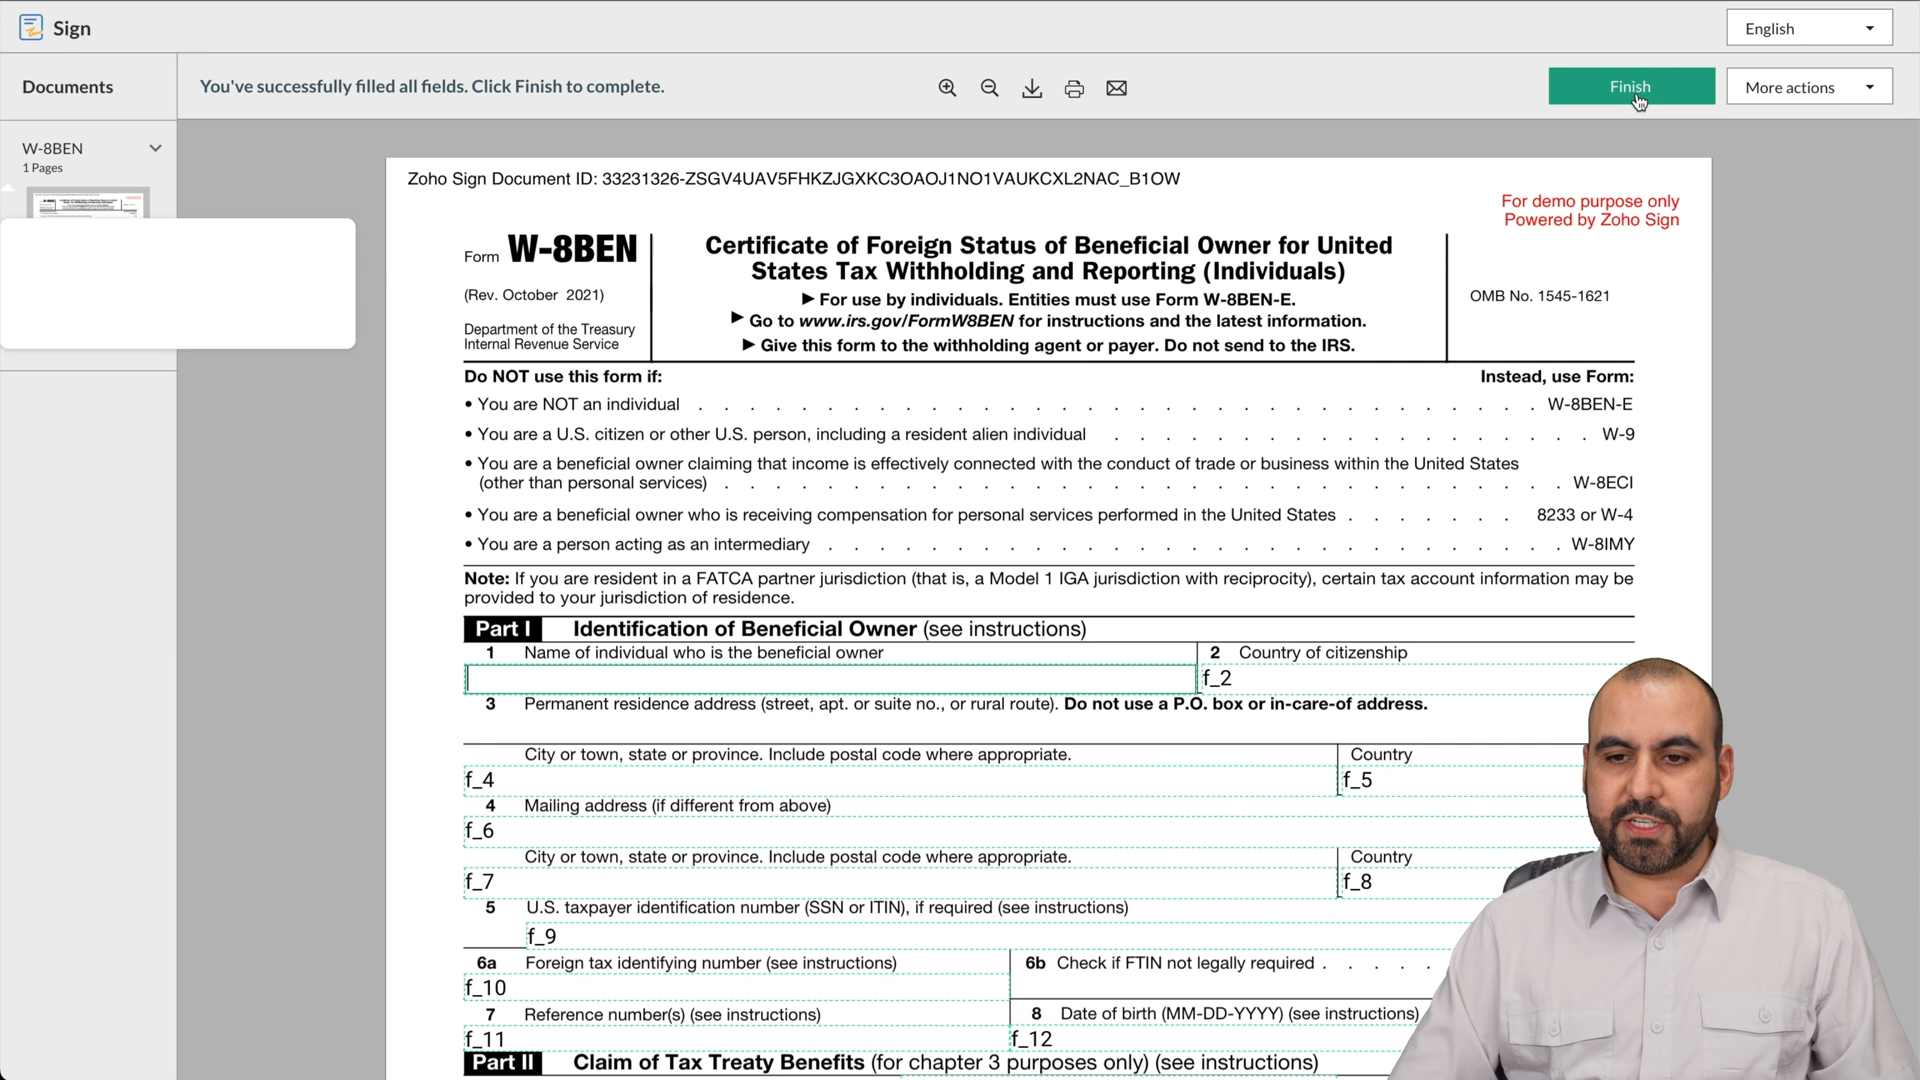 Sign
English
Documents
You've successfully filled all fields. Click Finish to complete.
Finish
More actions
W-8BEN
1 Pages
Zoho Sign Document ID: 33231326-ZSGV4UAV5FHKZJGXKC3OAOJ1NO1VAUKCXL2NAC_B1OW
For demo purpose only
Powered by Zoho Sign
Form W-8BEN
(Rev. October 2021)
Department of the Treasury
Internal Revenue Service
Certificate of Foreign Status of Beneficial Owner for United
States Tax Withholding and Reporting (Individuals)
▶ For use by individuals. Entities must use Form W-8BEN-E.
▶ Go to www.irs.gov/FormW8BEN for instructions and the latest information.
▶ Give this form to the withholding agent or payer. Do not send to the IRS.
OMB No. 1545-1621
Do NOT use this form if: Instead, use Form:
• You are NOT an individual . . . . . . . . . . . . . . . . . . . . . . . . . . . . . . . . . W-8BEN-E
• You are a U.S. citizen or other U.S. person, including a resident alien individual . . . . . . . . . . . . . . . . . . . W-9
• You are a beneficial owner claiming that income is effectively connected with the conduct of trade or business within the United States
(other than personal services) . . . . . . . . . . . . . . . . . . . . . . . . . . . . . . . . . W-8ECI
• You are a beneficial owner who is receiving compensation for personal services performed in the United States . . . . . . . 8233 or W-4
• You are a person acting as an intermediary . . . . . . . . . . . . . . . . . . . . . . . . . . . . . W-8IMY
Note: If you are resident in a FATCA partner jurisdiction (that is, a Model 1 IGA jurisdiction with reciprocity), certain tax account information may be
provided to your jurisdiction of residence.
Part I Identification of Beneficial Owner (see instructions)
1 Name of individual who is the beneficial owner
2 Country of citizenship
f_2
3 Permanent residence address (street, apt. or suite no., or rural route). Do not use a P.O. box or in-care-of address.
City or town, state or province. Include postal code where appropriate.
Country
f_4
f_5
4 Mailing address (if different from above)
f_6
City or town, state or province. Include postal code where appropriate.
Country
f_7
f_8
5 U.S. taxpayer identification number (SSN or ITIN), if required (see instructions)
f_9
6a Foreign tax identifying number (see instructions)
6b Check if FTIN not legally required . . . . .
f_10
7 Reference number(s) (see instructions)
8 Date of birth (MM-DD-YYYY) (see instructions)
f_11
f_12
Part II Claim of Tax Treaty Benefits (for chapter 3 purposes only) (see instructions)